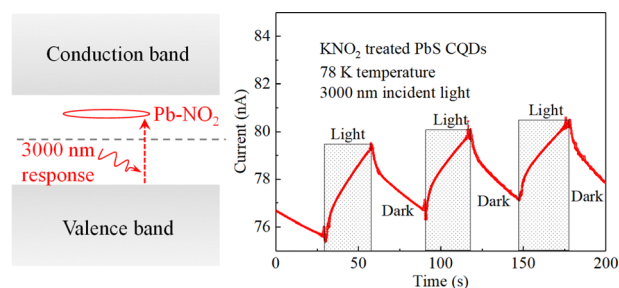 Conduction band
Pb-NO₂
3000 nm
response
Valence band
Current (nA)
84
82
80
78
76
KNO₂ treated PbS CQDs
78 K temperature
3000 nm incident light
Light
Light
Light
Dark
Dark
Dark
0
50
100
150
200
Time (s)